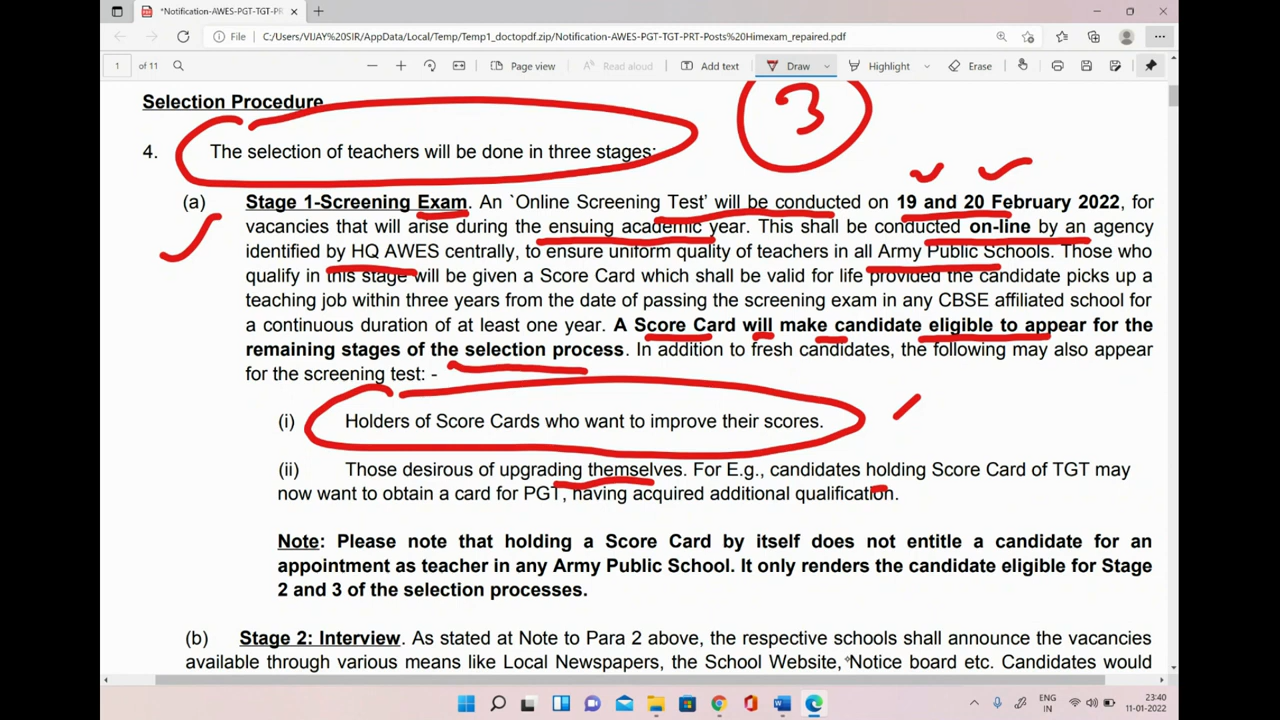 *Notification-AWES-PGT-TGT-PRT-
File
C:/Users/VIJAY%20SIR/AppData/Local/Temp/Temp1_doctopdf.zip/Notification-AWES-PGT-TGT-PRT-Posts%20Himexam_repaired.pdf
1 of 11
Page view
Read aloud
Add text
Draw
Highlight
Erase
Selection Procedure
3
4. The selection of teachers will be done in three stages:
(a) Stage 1-Screening Exam. An `Online Screening Test' will be conducted on 19 and 20 February 2022, for
vacancies that will arise during the ensuing academic year. This shall be conducted on-line by an agency
identified by HQ AWES centrally, to ensure uniform quality of teachers in all Army Public Schools. Those who
qualify in this stage will be given a Score Card which shall be valid for life provided the candidate picks up a
teaching job within three years from the date of passing the screening exam in any CBSE affiliated school for
a continuous duration of at least one year. A Score Card will make candidate eligible to appear for the
remaining stages of the selection process. In addition to fresh candidates, the following may also appear
for the screening test: -
(i) Holders of Score Cards who want to improve their scores.
(ii) Those desirous of upgrading themselves. For E.g., candidates holding Score Card of TGT may
now want to obtain a card for PGT, having acquired additional qualification.
Note: Please note that holding a Score Card by itself does not entitle a candidate for an
appointment as teacher in any Army Public School. It only renders the candidate eligible for Stage
2 and 3 of the selection processes.
(b) Stage 2: Interview. As stated at Note to Para 2 above, the respective schools shall announce the vacancies
available through various means like Local Newspapers, the School Website, Notice board etc. Candidates would
ENG
IN
23:40
11-01-2022